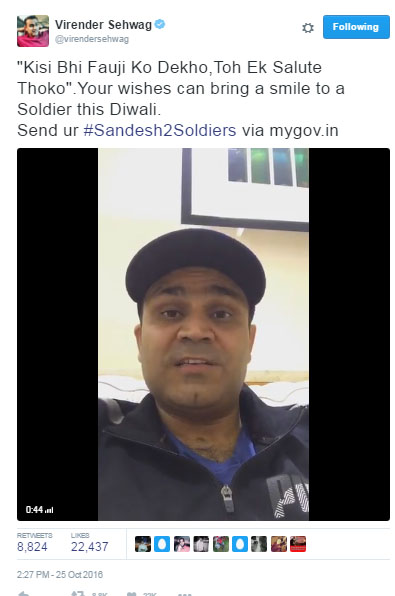 Virender Sehwag
@virendersehwag
Following
"Kisi Bhi Fauji Ko Dekho,Toh Ek Salute
Thoko".Your wishes can bring a smile to a
Soldier this Diwali.
Send ur #Sandesh2Soldiers via mygov.in
0:44
RETWEETS
8,824
LIKES
22,437
2:27 PM - 25 Oct 2016